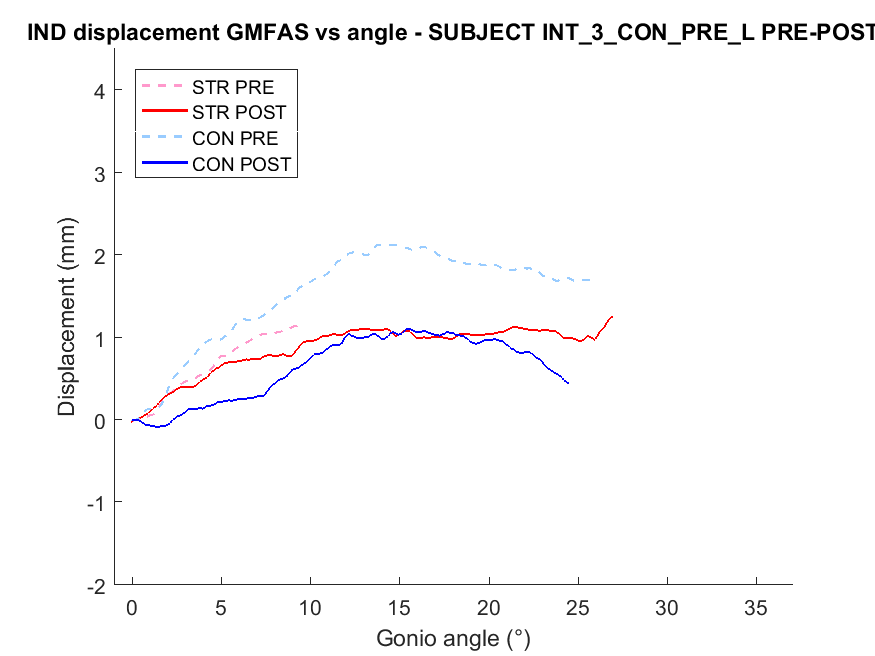 IND displacement GMFAS vs angle - SUBJECT INT_3_CON_PRE_L PRE-POST
STR PRE
STR POST
CON PRE
CON POST
4
3
2
1
0
-1
-2
Displacement (mm)
0 5 10 15 20 25 30 35
Gonio angle (°)